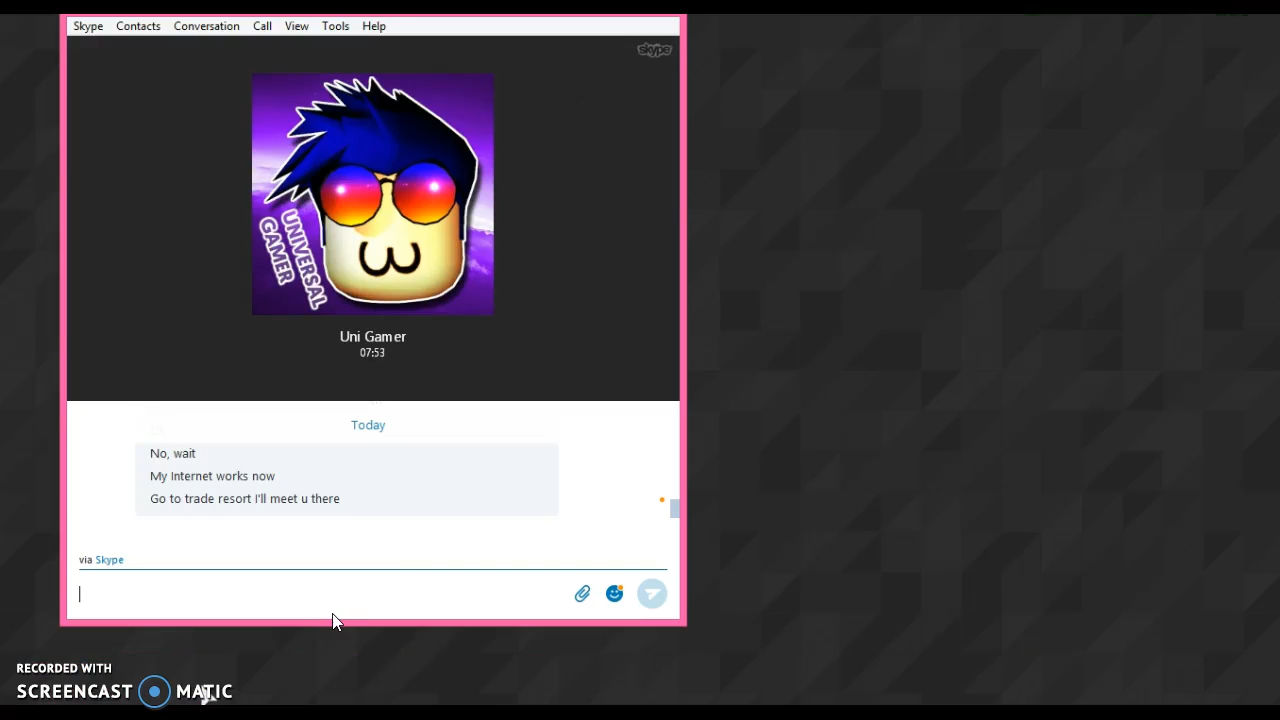 Skype Contacts Conversation Call View Tools Help
skype
UNIVERSAL
GAMER
Uni Gamer
07:53
Today
No, wait
My Internet works now
Go to trade resort I'll meet u there
via Skype
RECORDED WITH
SCREENCAST MATIC